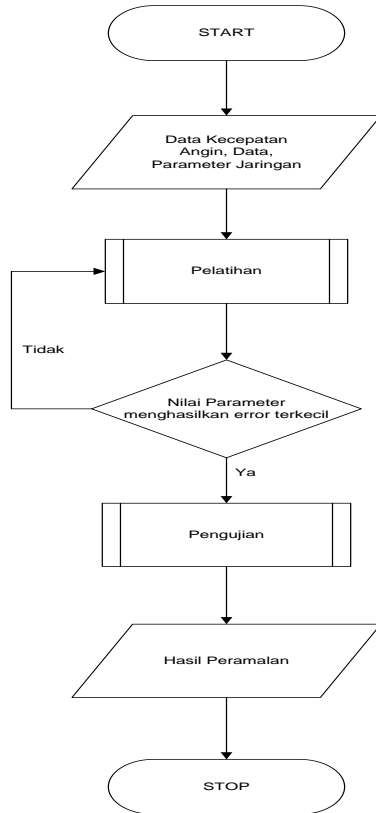 START
Data Kecepatan
Angin, Data,
Parameter Jaringan
Pelatihan
Tidak
Nilai Parameter
menghasilkan error terkecil
Ya
Pengujian
Hasil Peramalan
STOP